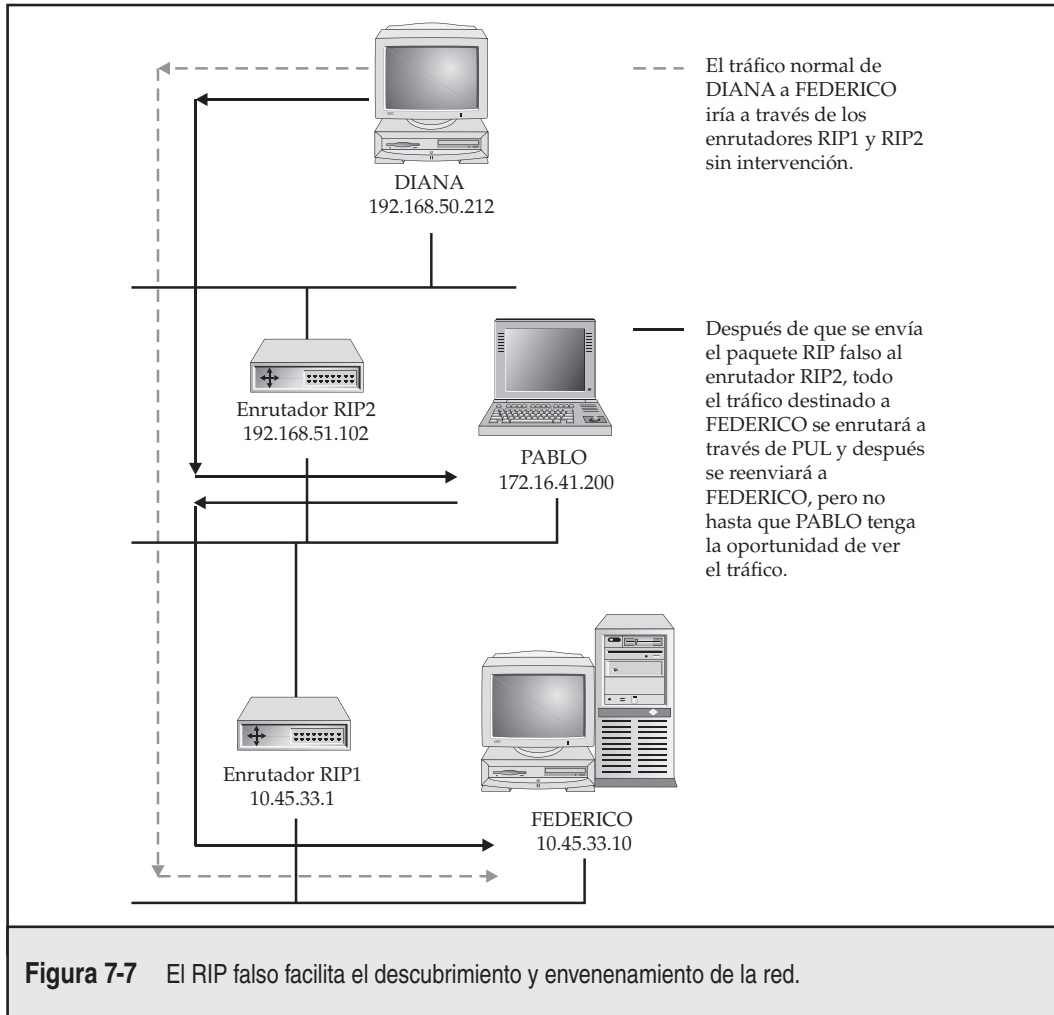 DIANA
192.168.50.212
El tráfico normal de
DIANA a FEDERICO
iría a través de los
enrutadores RIP1 y RIP2
sin intervención.
Enrutador RIP2
192.168.51.102
PABLO
172.16.41.200
Después de que se envía
el paquete RIP falso al
enrutador RIP2, todo
el tráfico destinado a
FEDERICO se enrutará a
través de PUL y después
se reenviará a
FEDERICO, pero no
hasta que PABLO tenga
la oportunidad de ver
el tráfico.
Enrutador RIP1
10.45.33.1
FEDERICO
10.45.33.10
Figura 7-7 El RIP falso facilita el descubrimiento y envenenamiento de la red.